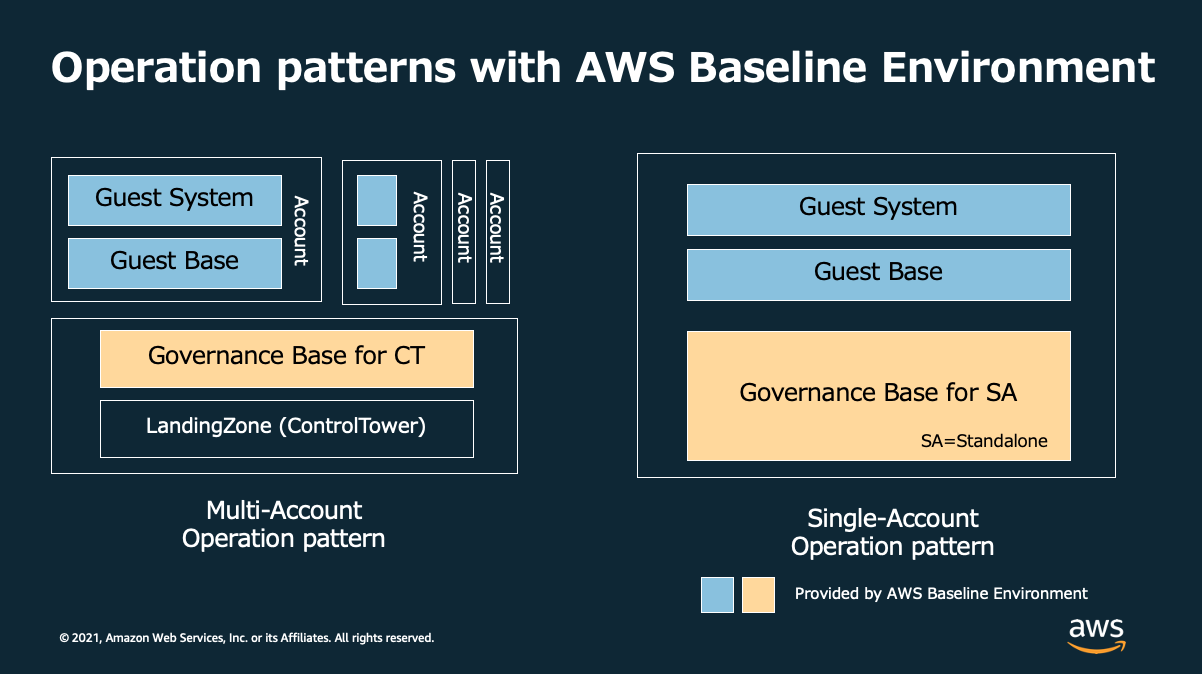 Operation patterns with AWS Baseline Environment
Guest System
Guest Base
Account
Account
Account
Account
Governance Base for CT
LandingZone (ControlTower)
Multi-Account
Operation pattern
Guest System
Guest Base
Governance Base for SA
SA=Standalone
Single-Account
Operation pattern
Provided by AWS Baseline Environment
© 2021, Amazon Web Services, Inc. or its Affiliates. All rights reserved.
aws